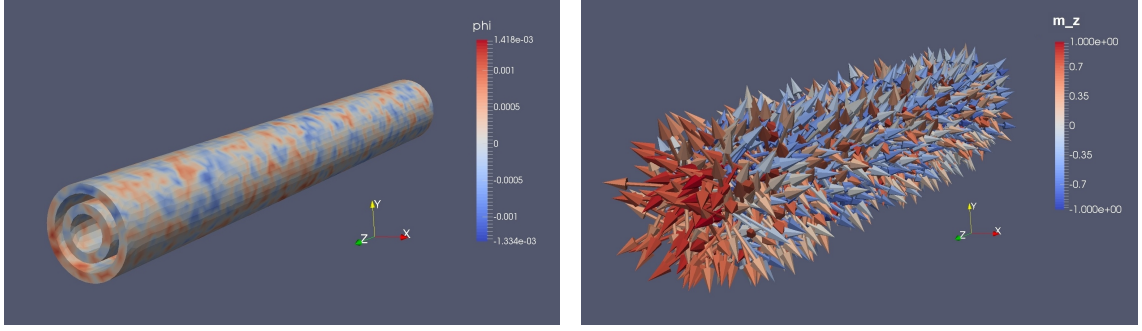 phi
1.418e-03
0.001
0.0005
0
-0.0005
-0.001
-1.334e-03
Y
Z
X
m_z
1.000e+00
0.7
0.35
0
-0.35
-0.7
-1.000e+00
Y
Z
X